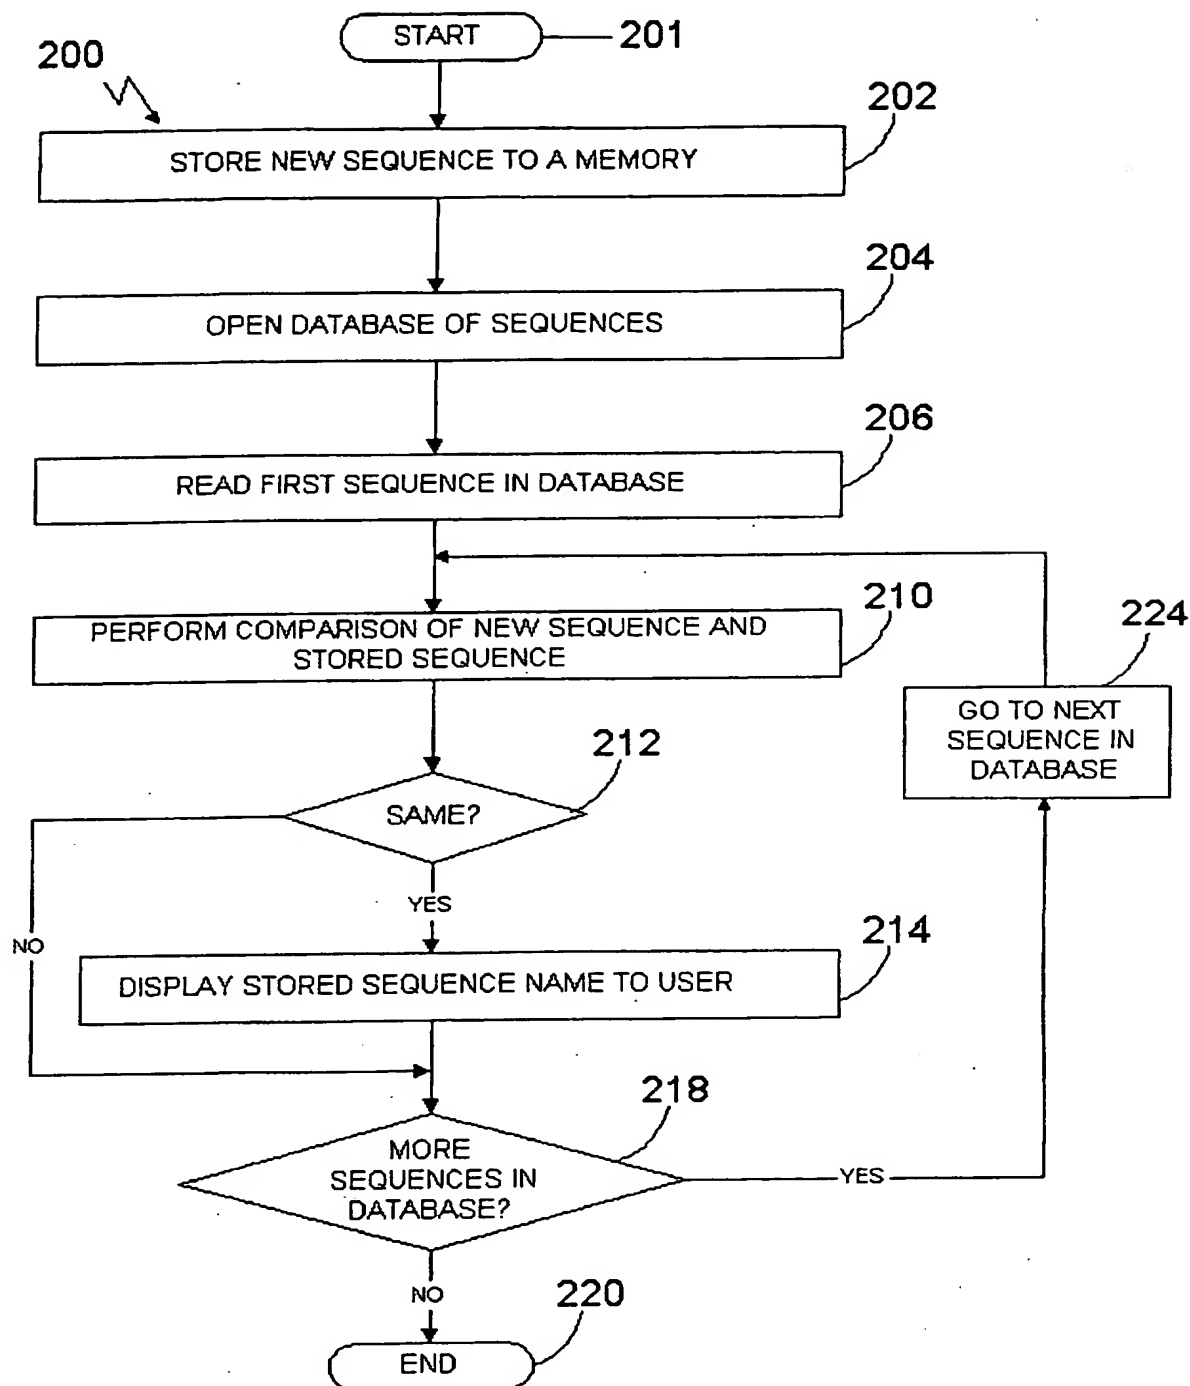 START
201
200
202
STORE NEW SEQUENCE TO A MEMORY
204
OPEN DATABASE OF SEQUENCES
206
READ FIRST SEQUENCE IN DATABASE
210
PERFORM COMPARISON OF NEW SEQUENCE AND
STORED SEQUENCE
224
GO TO NEXT
SEQUENCE IN
DATABASE
212
SAME?
YES
NO
214
DISPLAY STORED SEQUENCE NAME TO USER
218
MORE
SEQUENCES IN
DATABASE?
YES
NO
220
END